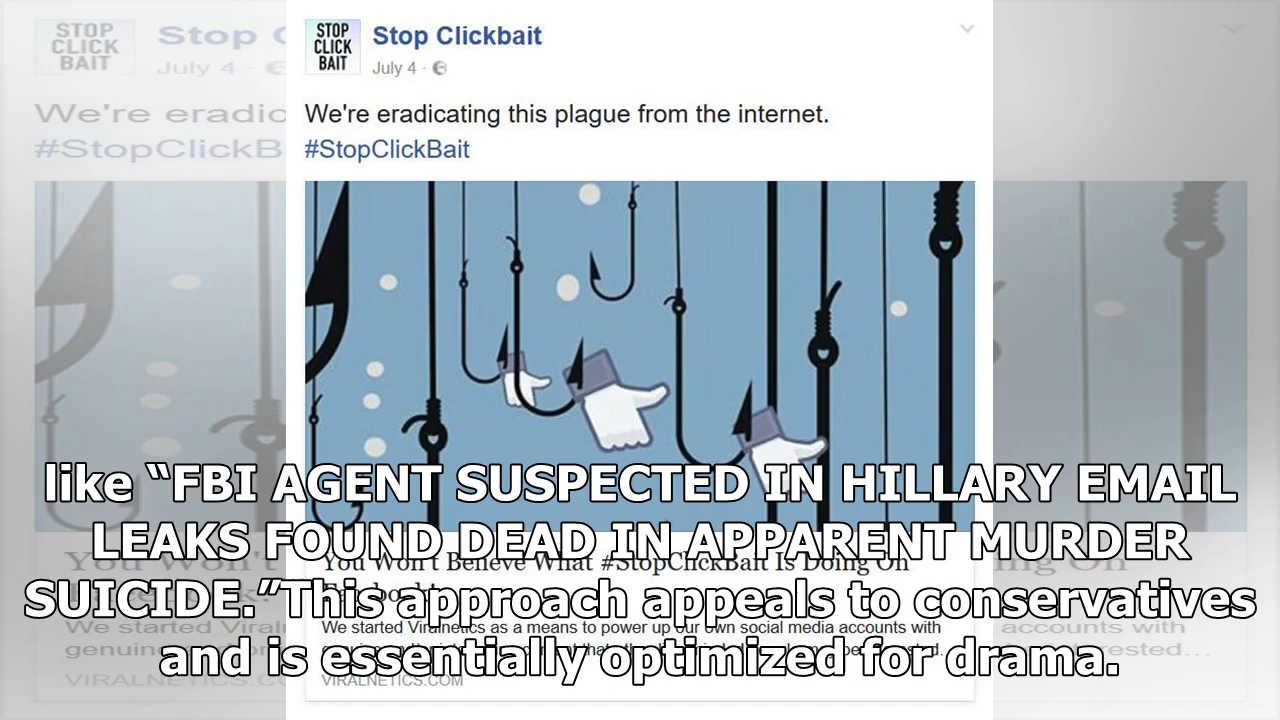 STOP
CLICK
BAIT
Stop Clickbait
July 4
We're eradicating this plague from the internet.
#StopClickBait
You Won't Believe What #StopClickBait Is Doing On
We started Viralnetics as a means to power up our own social media accounts with
VIRALNETICS.COM
like “FBI AGENT SUSPECTED IN HILLARY EMAIL
LEAKS FOUND DEAD IN APPARENT MURDER
SUICIDE.”This approach appeals to conservatives
and is essentially optimized for drama.